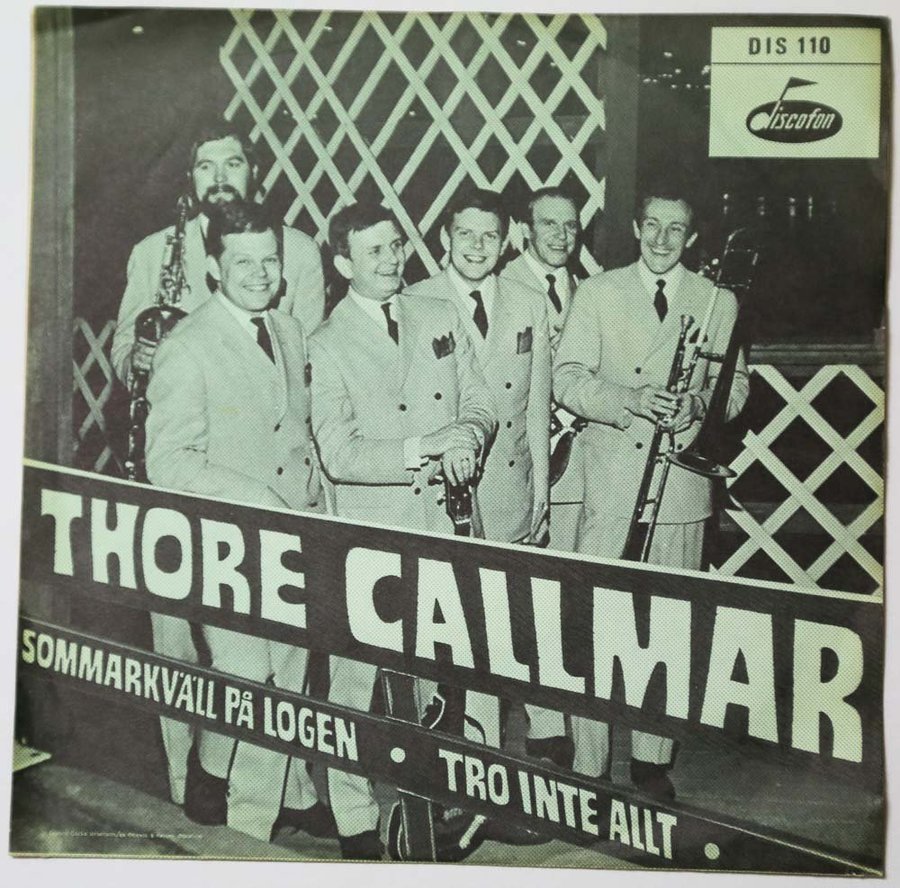 DIS 110
discofon
THORE CALLMAR
SOMMARKVÄLL PÅ LOGEN • TRO INTE ALLT •